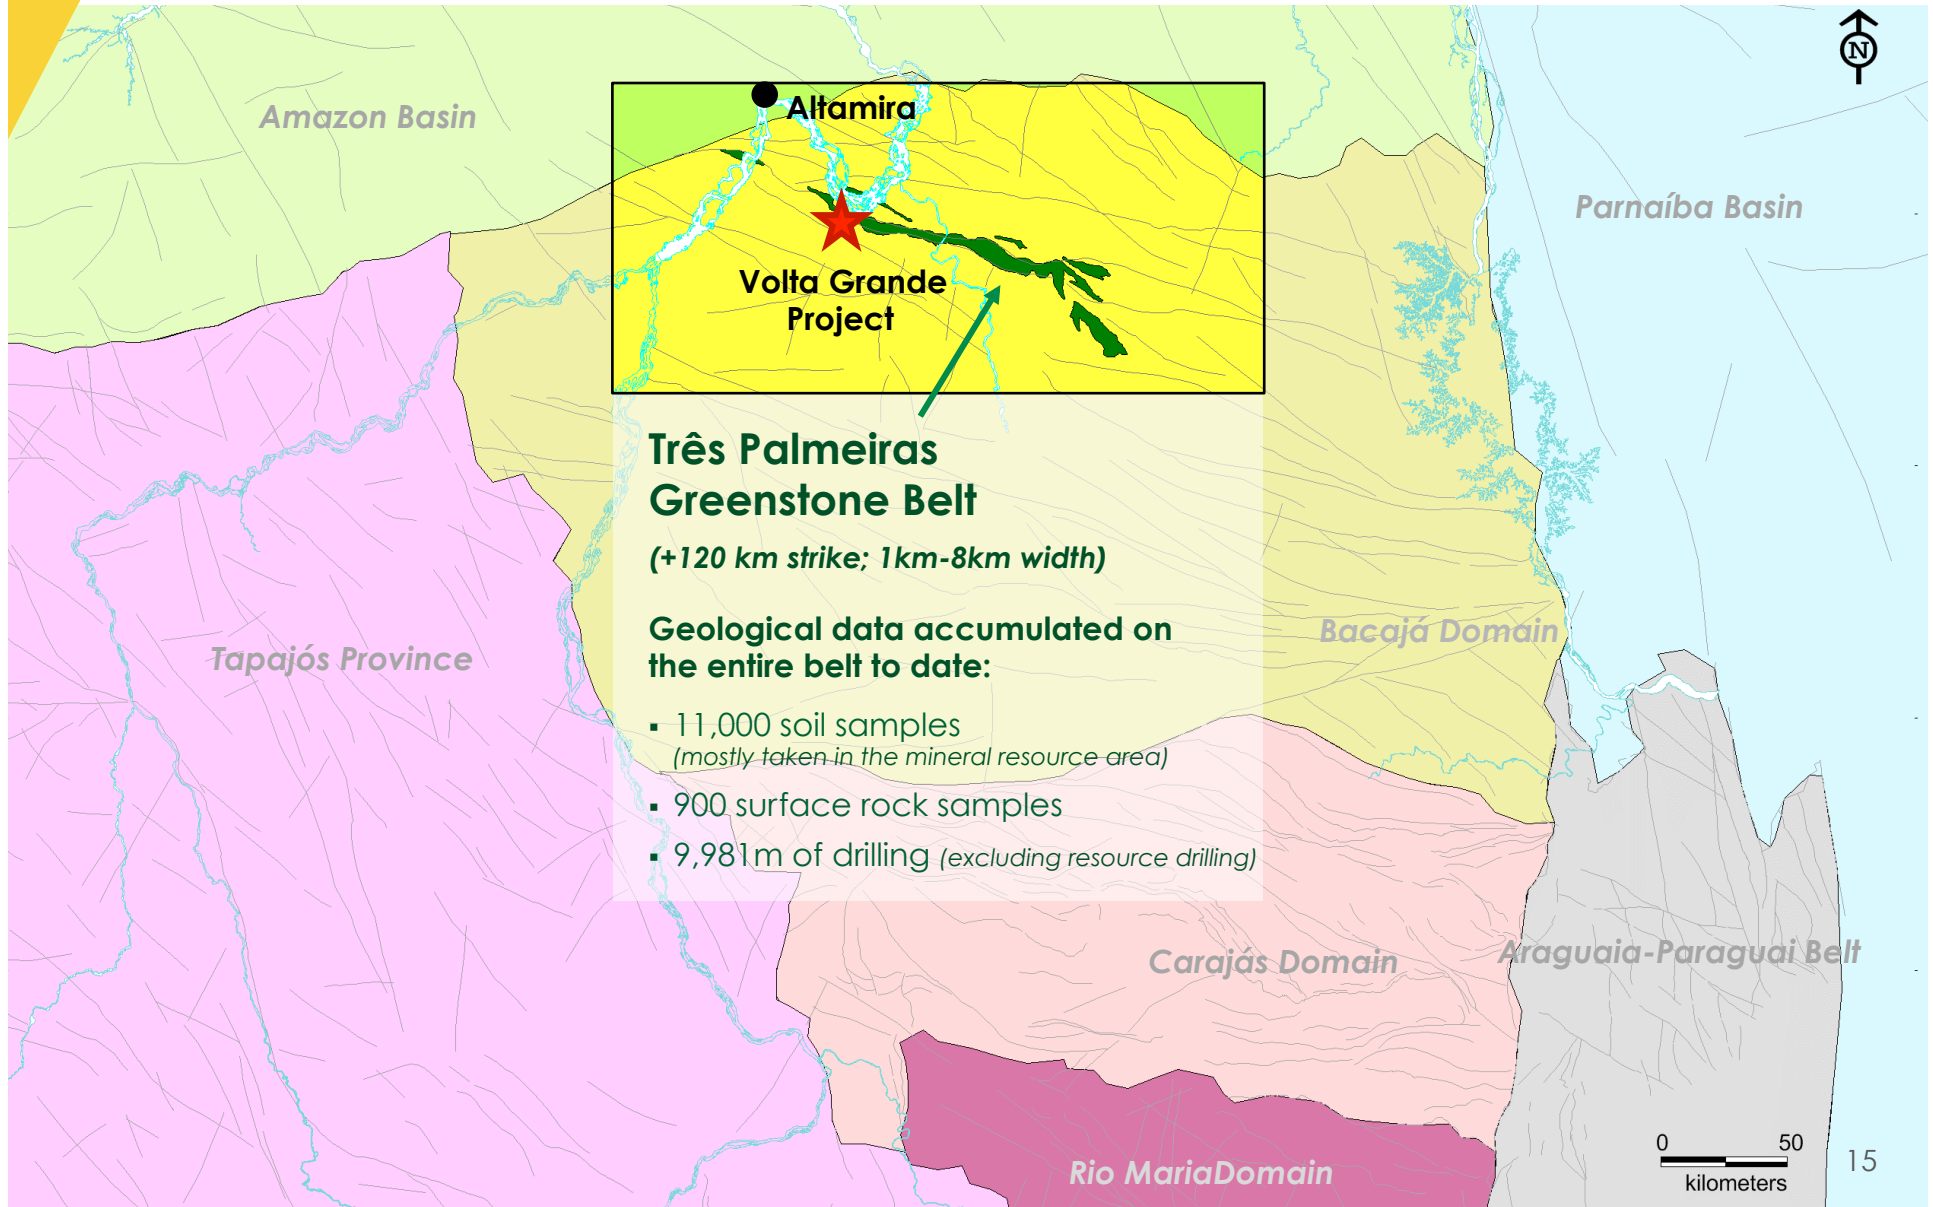 N
Amazon Basin
Altamira
Parnaíba Basin
Volta Grande
Project
Três Palmeiras
Greenstone Belt
(+120 km strike; 1km-8km width)
Geological data accumulated on
the entire belt to date:
Bacajá Domain
Tapajós Province
▪ 11,000 soil samples
(mostly taken in the mineral resource area)
▪ 900 surface rock samples
▪ 9,981m of drilling (excluding resource drilling)
Carajás Domain
Araguaia-Paraguai Belt
Rio MariaDomain
0 50
kilometers
15